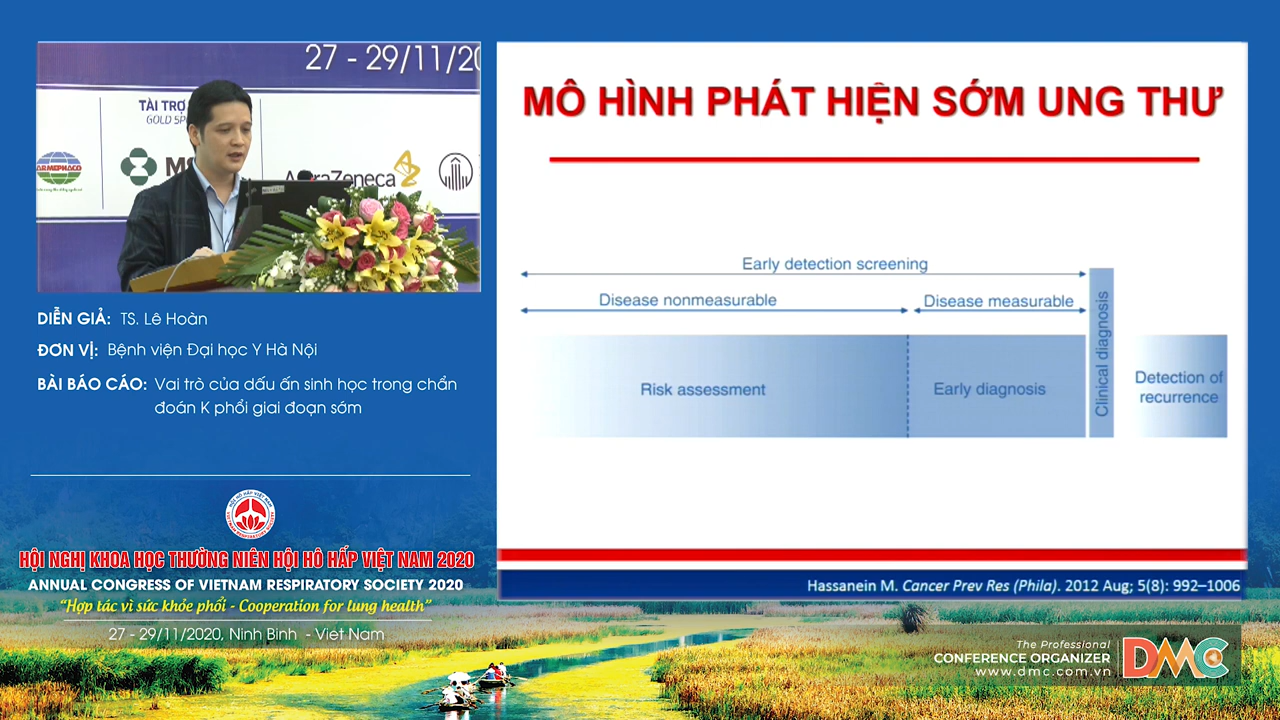 27 - 29/11/20
TÀI TRỢ
GOLD SP
ARMEPHACO
MS
AstraZeneca
DIỄN GIẢ: TS. Lê Hoàn
ĐƠN VỊ: Bệnh viện Đại học Y Hà Nội
BÀI BÁO CÁO: Vai trò của dấu ấn sinh học trong chẩn
đoán K phổi giai đoạn sớm
HỘI NGHỊ KHOA HỌC THƯỜNG NIÊN HỘI HÔ HẤP VIỆT NAM 2020
ANNUAL CONGRESS OF VIETNAM RESPIRATORY SOCIETY 2020
“Hợp tác vì sức khỏe phổi - Cooperation for lung health”
27 - 29/11/2020, Ninh Binh - Viet Nam
MÔ HÌNH PHÁT HIỆN SỚM UNG THƯ
Early detection screening
Disease nonmeasurable
Disease measurable
Risk assessment
Early diagnosis
Clinical diagnosis
Detection of
recurrence
Hassanein M. Cancer Prev Res (Phila). 2012 Aug; 5(8): 992–1006
The Professional
CONFERENCE ORGANIZER
www.dmc.com.vn
DMC